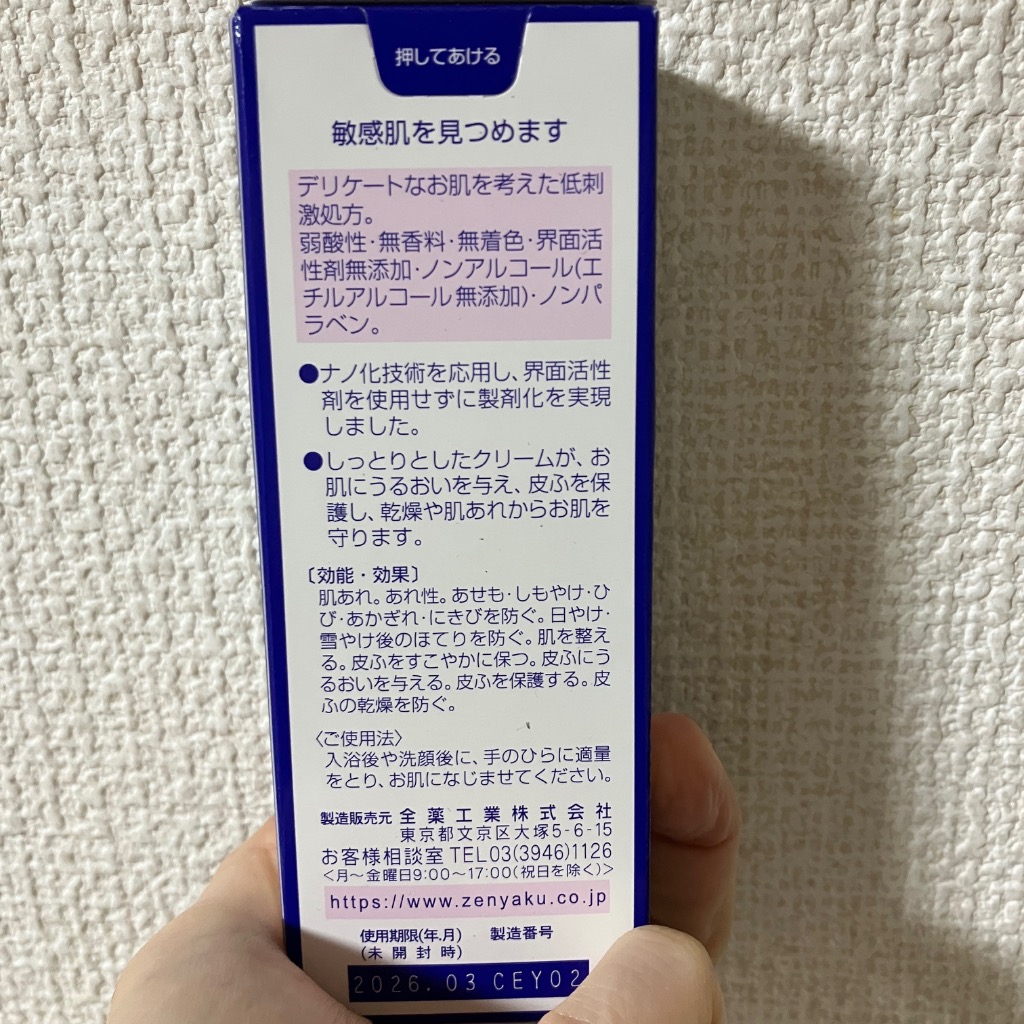 押してあける
敏感肌を見つめます
デリケートなお肌を考えた低刺
激処方。
弱酸性・無香料・無着色・界面活
性剤無添加・ノンアルコール(エ
チルアルコール無添加)・ノンパ
ラベン。
●ナノ化技術を応用し、界面活性
剤を使用せずに製剤化を実現
しました。
●しっとりとしたクリームが、お
肌にうるおいを与え、皮ふを保
護し、乾燥や肌あれからお肌を
守ります。
〔効能・効果〕
肌あれ。あれ性。あせも・しもやけ・ひ
び・あかぎれ・にきびを防ぐ。日やけ・
雪やけ後のほてりを防ぐ。肌を整え
る。皮ふをすこやかに保つ。皮ふにう
るおいを与える。皮ふを保護する。皮
ふの乾燥を防ぐ。
〈ご使用法〉
入浴後や洗顔後に、手のひらに適量
をとり、お肌になじませてください。
製造販売元 全薬工業株式会社
東京都文京区大塚5-6-15
お客様相談室 TEL03(3946)1126
<月～金曜日9:00～17:00(祝日を除く)>
https://www.zenyaku.co.jp
使用期限(年.月) 製造番号
(未開封時)
2026.03 CEY02